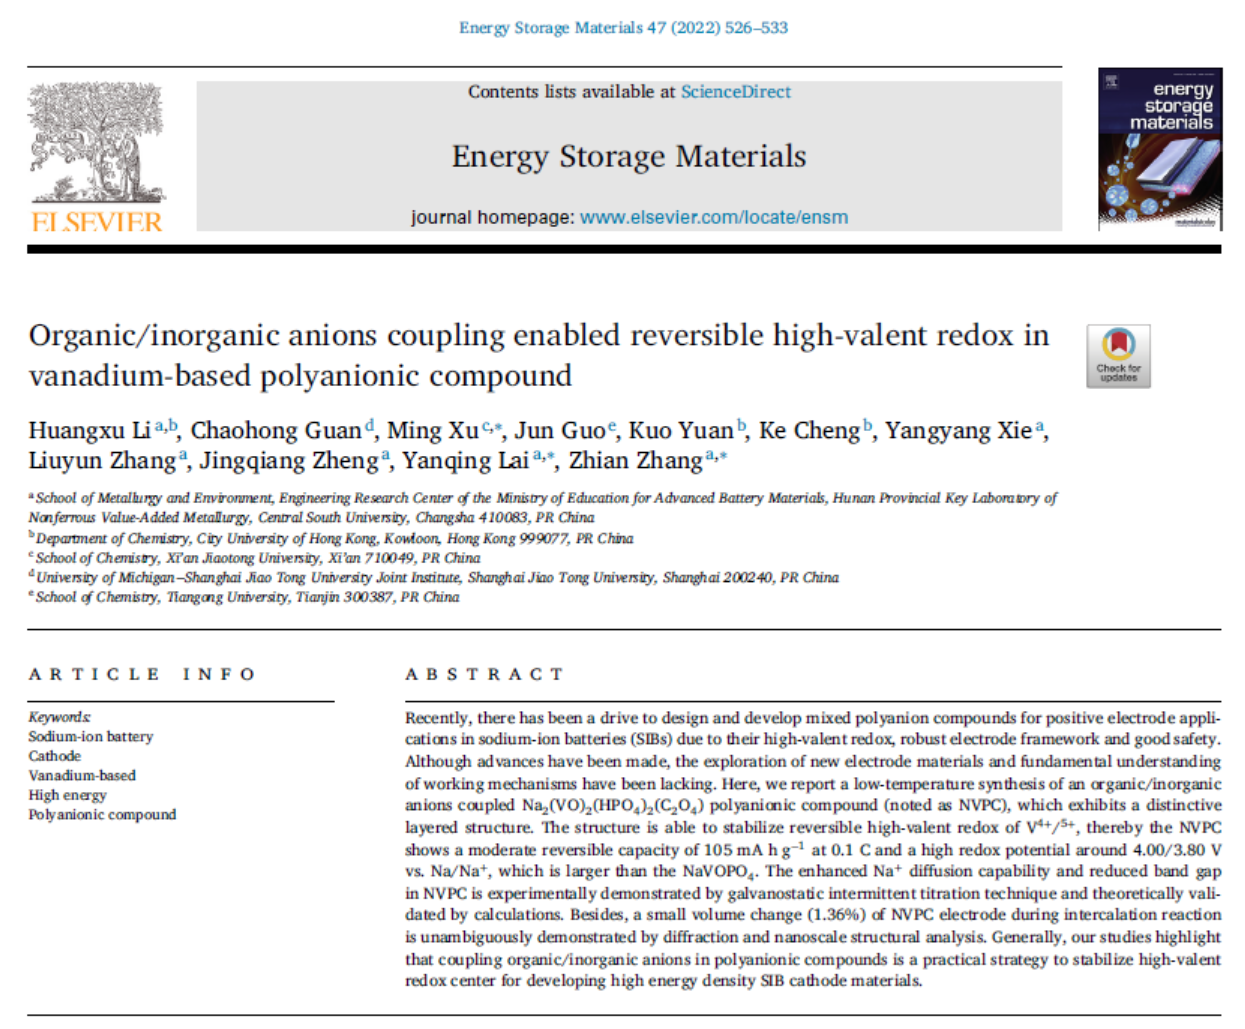 Energy Storage Materials 47 (2022) 526–533
Contents lists available at ScienceDirect
Energy Storage Materials
journal homepage: www.elsevier.com/locate/ensm
ELSEVIER
energy
storage
materials
Organic/inorganic anions coupling enabled reversible high-valent redox in
vanadium-based polyanionic compound
Check for
updates
Huangxu Li a,b, Chaohong Guan d, Ming Xu c,*, Jun Guo e, Kuo Yuan b, Ke Cheng b, Yangyang Xie a,
Liuyun Zhang a, Jingqiang Zheng a, Yanqing Lai a,*, Zhian Zhang a,*
a School of Metallurgy and Environment, Engineering Research Center of the Ministry of Education for Advanced Battery Materials, Hunan Provincial Key Laboratory of
Nonferrous Value-Added Metallurgy, Central South University, Changsha 410083, PR China
b Department of Chemistry, City University of Hong Kong, Kowloon, Hong Kong 999077, PR China
c School of Chemistry, Xi'an Jiaotong University, Xi'an 710049, PR China
d University of Michigan–Shanghai Jiao Tong University Joint Institute, Shanghai Jiao Tong University, Shanghai 200240, PR China
e School of Chemistry, Tiangong University, Tianjin 300387, PR China
ARTICLE INFO
Keywords:
Sodium-ion battery
Cathode
Vanadium-based
High energy
Polyanionic compound
ABSTRACT
Recently, there has been a drive to design and develop mixed polyanion compounds for positive electrode appli-
cations in sodium-ion batteries (SIBs) due to their high-valent redox, robust electrode framework and good safety.
Although advances have been made, the exploration of new electrode materials and fundamental understanding
of working mechanisms have been lacking. Here, we report a low-temperature synthesis of an organic/inorganic
anions coupled Na₂(VO)₂(HPO₄)₂(C₂O₄) polyanionic compound (noted as NVPC), which exhibits a distinctive
layered structure. The structure is able to stabilize reversible high-valent redox of V⁴⁺/⁵⁺, thereby the NVPC
shows a moderate reversible capacity of 105 mA h g⁻¹ at 0.1 C and a high redox potential around 4.00/3.80 V
vs. Na/Na⁺, which is larger than the NaVOPO₄. The enhanced Na⁺ diffusion capability and reduced band gap
in NVPC is experimentally demonstrated by galvanostatic intermittent titration technique and theoretically vali-
dated by calculations. Besides, a small volume change (1.36%) of NVPC electrode during intercalation reaction
is unambiguously demonstrated by diffraction and nanoscale structural analysis. Generally, our studies highlight
that coupling organic/inorganic anions in polyanionic compounds is a practical strategy to stabilize high-valent
redox center for developing high energy density SIB cathode materials.